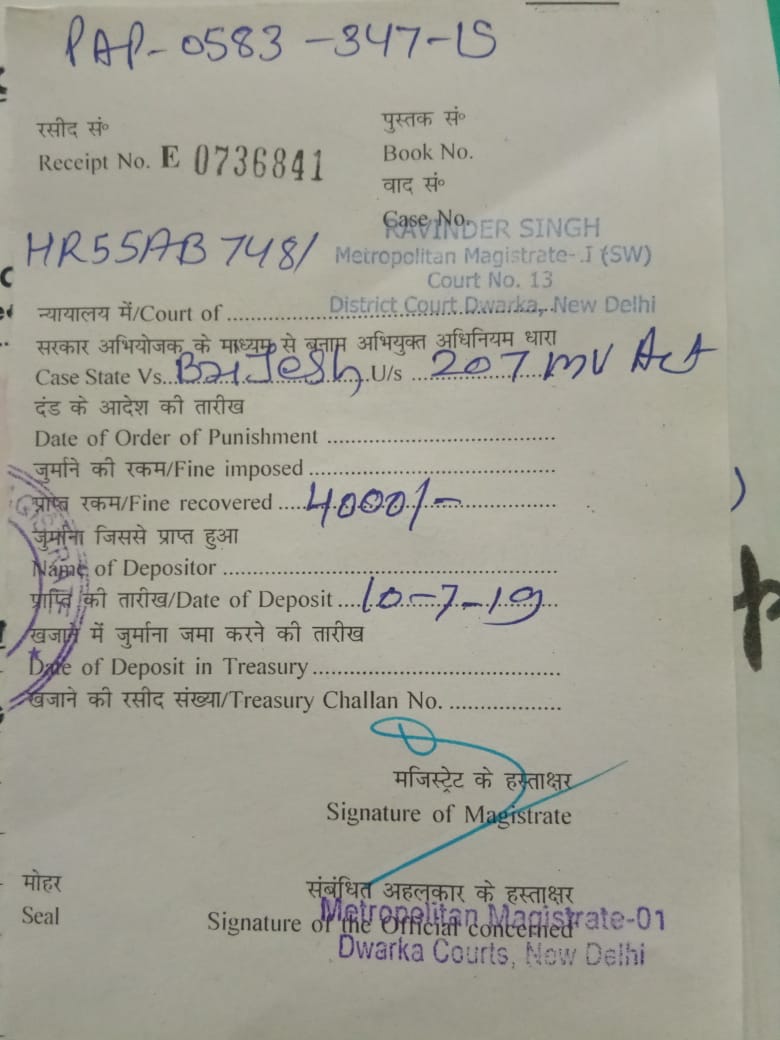 PAP-0583-347-15
रसीद सं॰
Receipt No. E 0736841
पुस्तक सं॰
Book No.
वाद सं॰
Case No.
HR55AB7481
RAVINDER SINGH
Metropolitan Magistrate-.I (SW)
Court No. 13
District Court Dwarka, New Delhi
न्यायालय में/Court of
सरकार अभियोजक के माध्यम से बनाम अभियुक्त अधिनियम धारा
Case State Vs. Brijesh U/s 207 MV Act
दंड के आदेश की तारीख
Date of Order of Punishment
जुर्माने की रकम/Fine imposed
प्राप्त रकम/Fine recovered 4000/-
जुर्माना जिससे प्राप्त हुआ
Name of Depositor
प्राप्ति की तारीख/Date of Deposit 10-7-19
खजाने में जुर्माना जमा करने की तारीख
Date of Deposit in Treasury
खजाने की रसीद संख्या/Treasury Challan No.
मजिस्ट्रेट के हस्ताक्षर
Signature of Magistrate
मोहर
Seal
संबंधित अहलकार के हस्ताक्षर
Signature of the Official concerned
Metropolitan Magistrate-01
Dwarka Courts, New Delhi